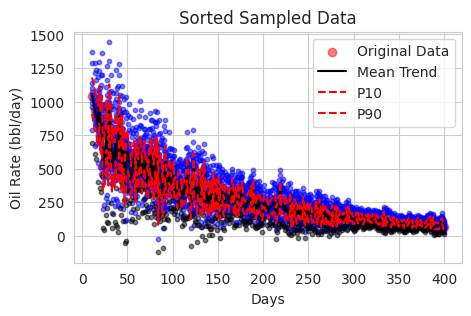 Sorted Sampled Data
Original Data
Mean Trend
P10
P90
Oil Rate (bbl/day)
1500
1250
1000
750
500
250
0
0 50 100 150 200 250 300 350 400
Days